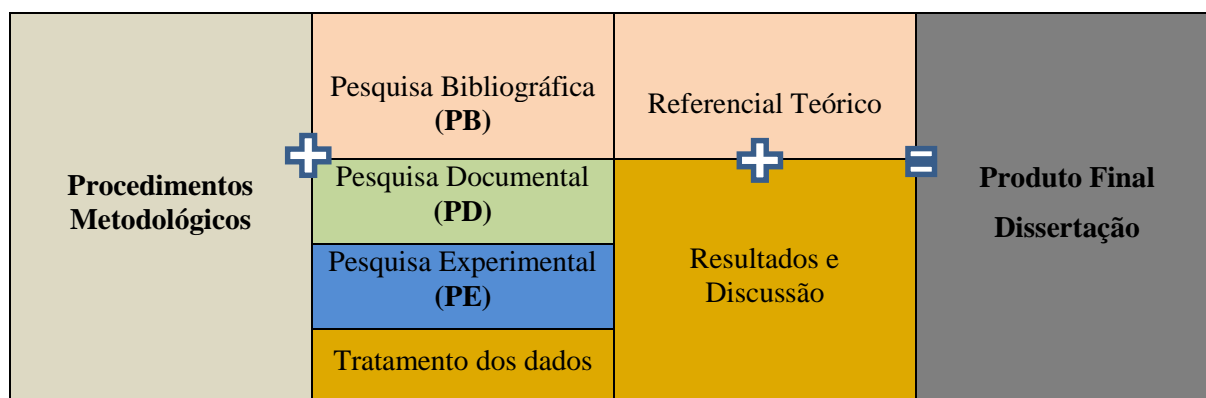 Procedimentos
Metodológicos
Pesquisa Bibliográfica
(PB)
Pesquisa Documental
(PD)
Pesquisa Experimental
(PE)
Tratamento dos dados
Referencial Teórico
Resultados e
Discussão
Produto Final
Dissertação